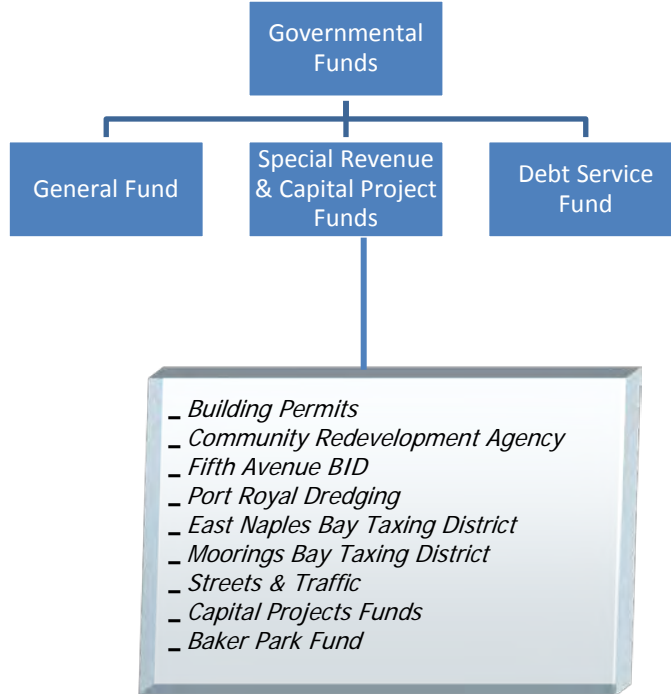 Governmental
Funds
General Fund
Special Revenue
& Capital Project
Funds
Debt Service
Fund
_ Building Permits
_ Community Redevelopment Agency
_ Fifth Avenue BID
_ Port Royal Dredging
_ East Naples Bay Taxing District
_ Moorings Bay Taxing District
_ Streets & Traffic
_ Capital Projects Funds
_ Baker Park Fund